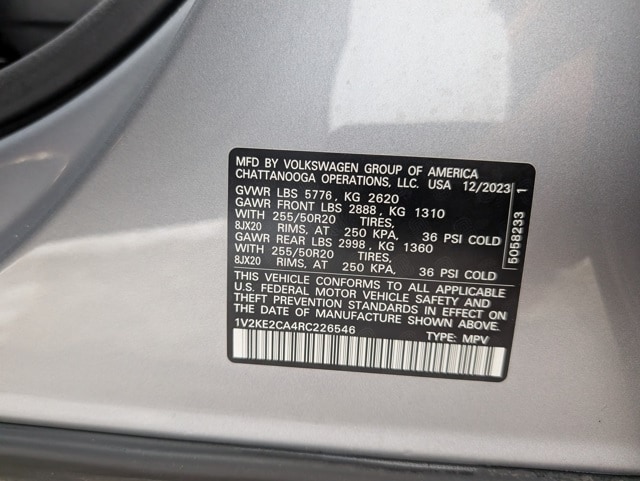 MFD BY VOLKSWAGEN GROUP OF AMERICA
CHATTANOOGA OPERATIONS, LLC. USA 12/2023
GVWR LBS 5776, KG 2620
GAWR FRONT LBS 2888, KG 1310
WITH 255/50R20 TIRES,
8JX20 RIMS, AT 250 KPA, 36 PSI COLD
GAWR REAR LBS 2998, KG 1360
WITH 255/50R20 TIRES,
8JX20 RIMS, AT 250 KPA, 36 PSI COLD
THIS VEHICLE CONFORMS TO ALL APPLICABLE
U.S. FEDERAL MOTOR VEHICLE SAFETY AND
THEFT PREVENTION STANDARDS IN EFFECT ON THE
DATE OF MANUFACTURE SHOWN ABOVE.
1V2KE2CA4RC226546 TYPE: MPV
5058233 1